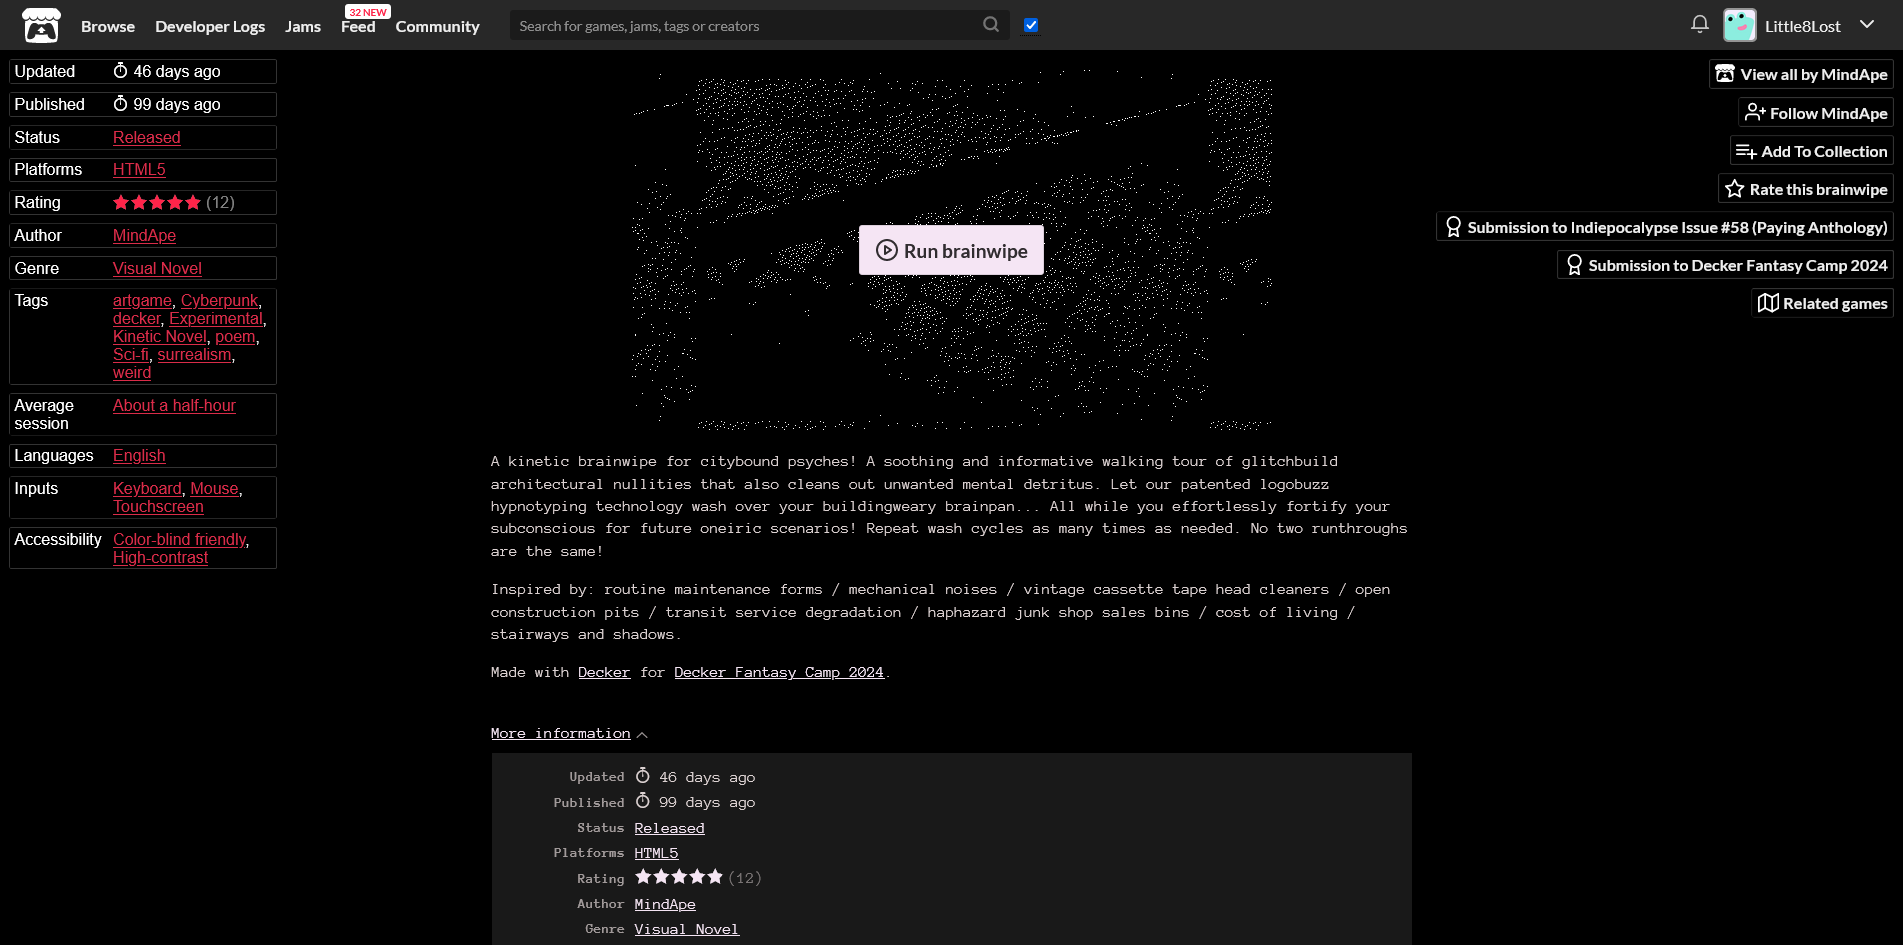 Browse Developer Logs Jams Feed 32 NEW Community Search for games, jams, tags or creators Little8Lost
Updated 46 days ago
Published 99 days ago
Status Released
Platforms HTML5
Rating (12)
Author MindApe
Genre Visual Novel
Tags artgame, Cyberpunk,
decker, Experimental,
Kinetic Novel, poem,
Sci-fi, surrealism,
weird
Average About a half-hour
session
Languages English
Inputs Keyboard, Mouse,
Touchscreen
Accessibility Color-blind friendly,
High-contrast
Run brainwipe
A kinetic brainwipe for citybound psyches! A soothing and informative walking tour of glitchbuild
architectural nullities that also cleans out unwanted mental detritus. Let our patented logobuzz
hypnotyping technology wash over your buildingweary brainpan... All while you effortlessly fortify your
subconscious for future oneiric scenarios! Repeat wash cycles as many times as needed. No two runthroughs
are the same!
Inspired by: routine maintenance forms / mechanical noises / vintage cassette tape head cleaners / open
construction pits / transit service degradation / haphazard junk shop sales bins / cost of living /
stairways and shadows.
Made with Decker for Decker Fantasy Camp 2024.
More information
Updated 46 days ago
Published 99 days ago
Status Released
Platforms HTML5
Rating (12)
Author MindApe
Genre Visual Novel
View all by MindApe
Follow MindApe
Add To Collection
Rate this brainwipe
Submission to Indiepocalypse Issue #58 (Paying Anthology)
Submission to Decker Fantasy Camp 2024
Related games